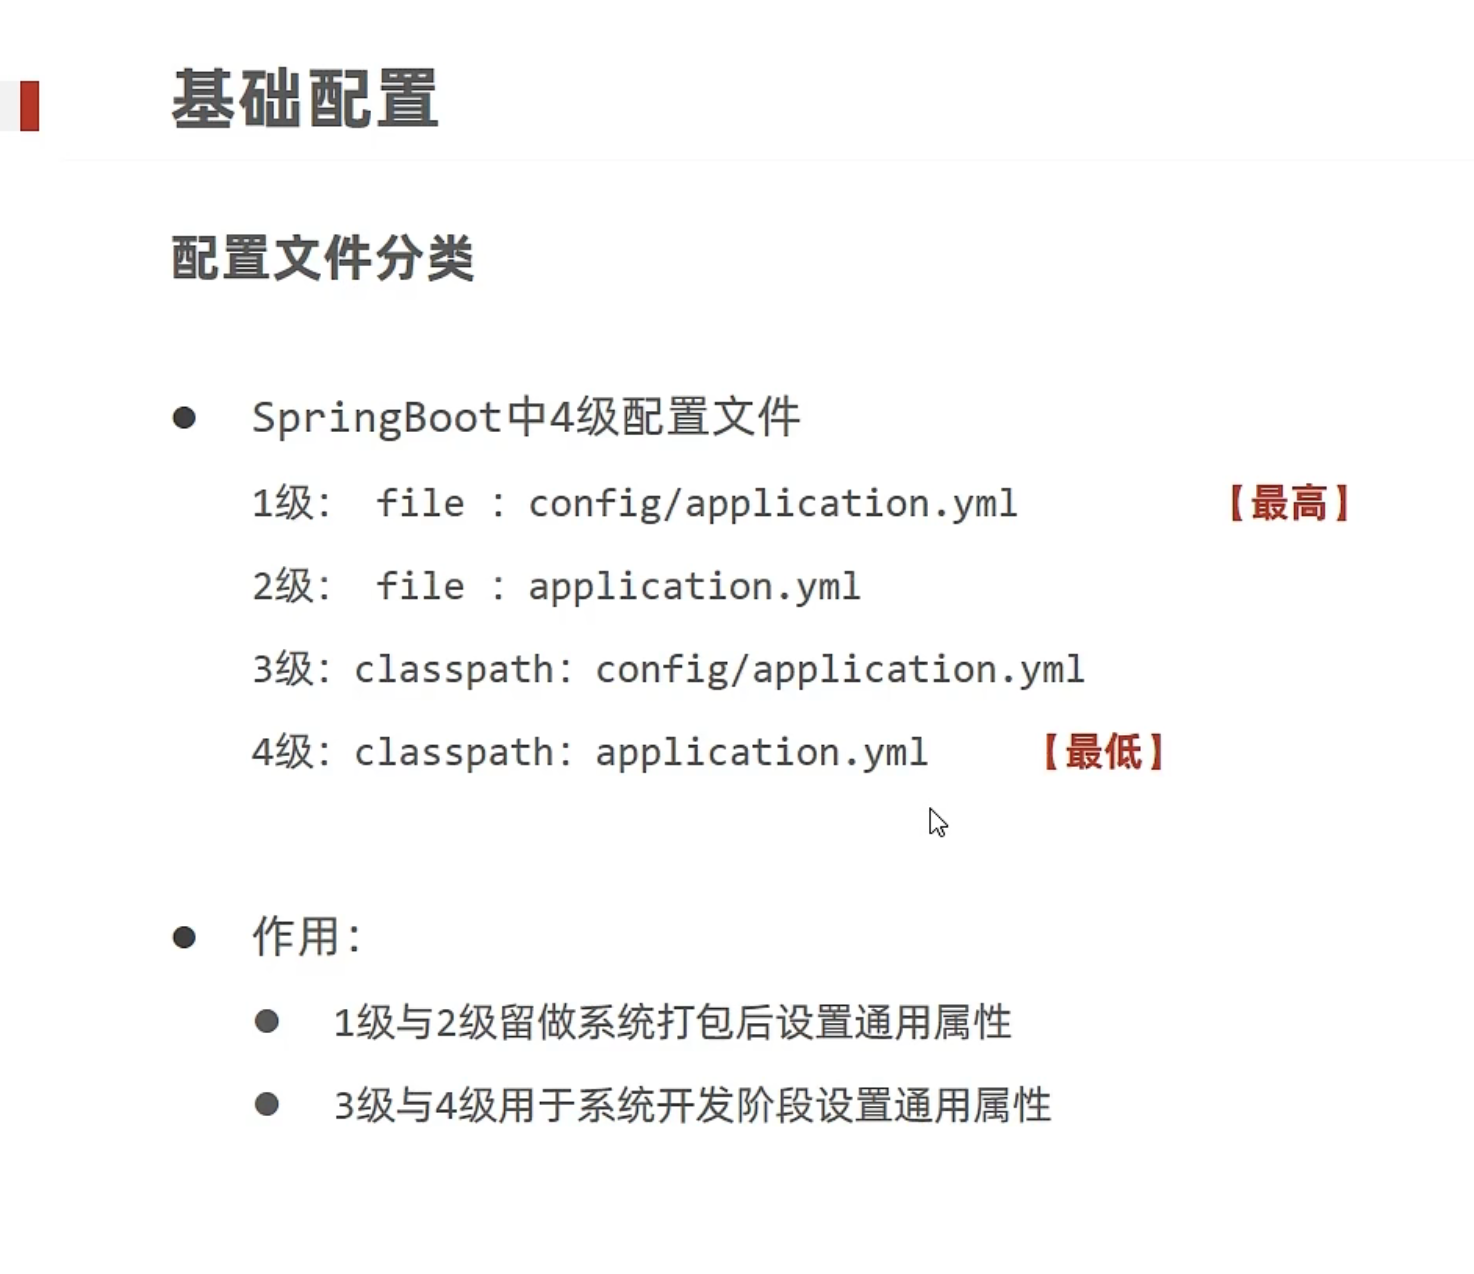 基础配置
配置文件分类
● SpringBoot中4级配置文件
1级： file ：config/application.yml 【最高】
2级： file ：application.yml
3级：classpath：config/application.yml
4级：classpath：application.yml 【最低】
● 作用：
● 1级与2级留做系统打包后设置通用属性
● 3级与4级用于系统开发阶段设置通用属性